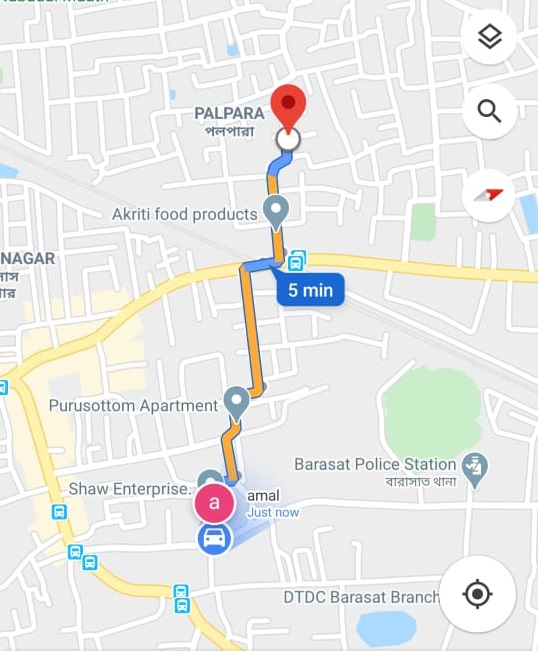 PALPARA
পলপারা
Akriti food products
NAGAR
5 min
Purusottom Apartment
Barasat Police Station
বারাসাত থানা
Shaw Enterprise.
a
amal
Just now
DTDC Barasat Branch